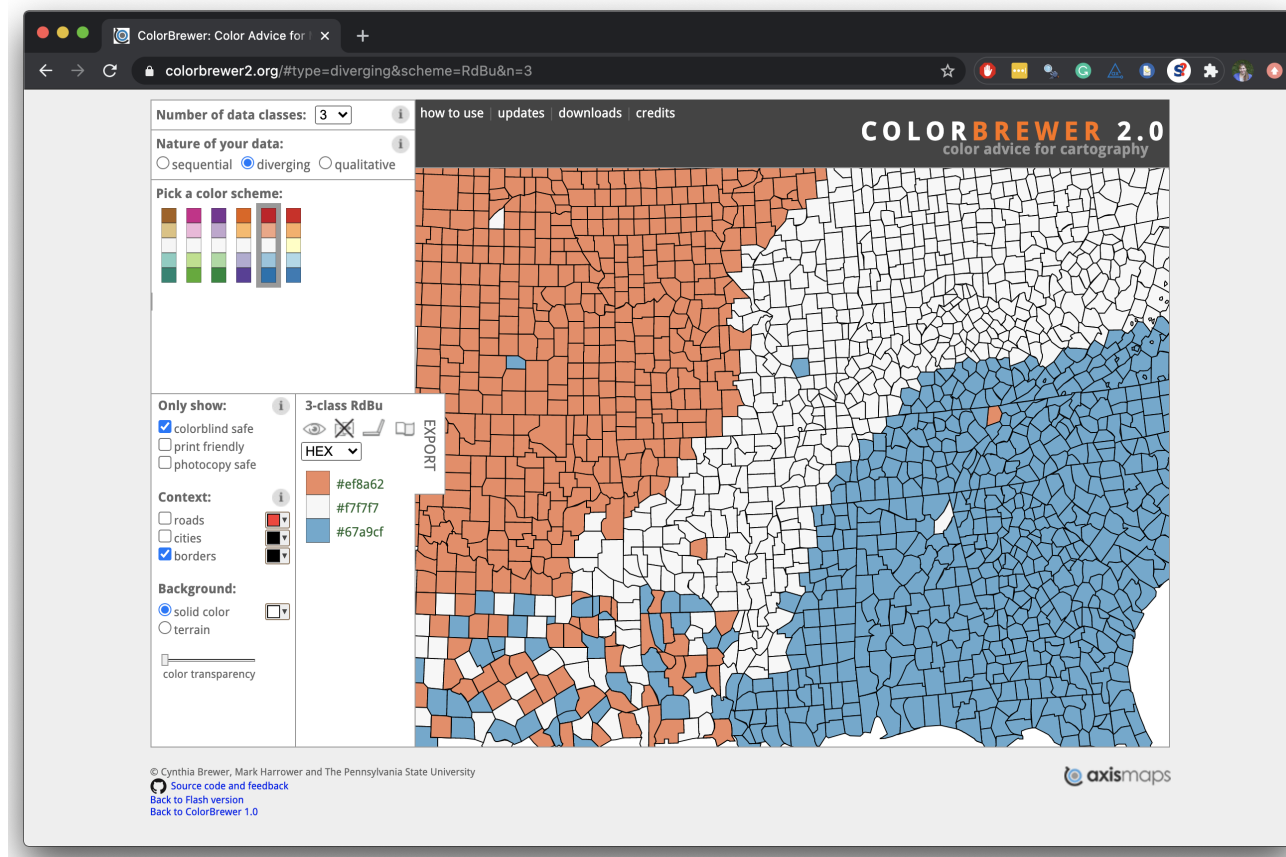 ColorBrewer: Color Advice for
colorbrewer2.org/#type=diverging&scheme=RdBu&n=3
Number of data classes: 3
how to use | updates | downloads | credits
COLORBREWER 2.0
color advice for cartography
Nature of your data:
sequential diverging qualitative
Pick a color scheme:
Only show:
colorblind safe
print friendly
photocopy safe
Context:
roads
cities
borders
Background:
solid color
terrain
color transparency
3-class RdBu
HEX
#ef8a62
#f7f7f7
#67a9cf
EXPORT
© Cynthia Brewer, Mark Harrower and The Pennsylvania State University
Source code and feedback
Back to Flash version
Back to ColorBrewer 1.0
axismaps